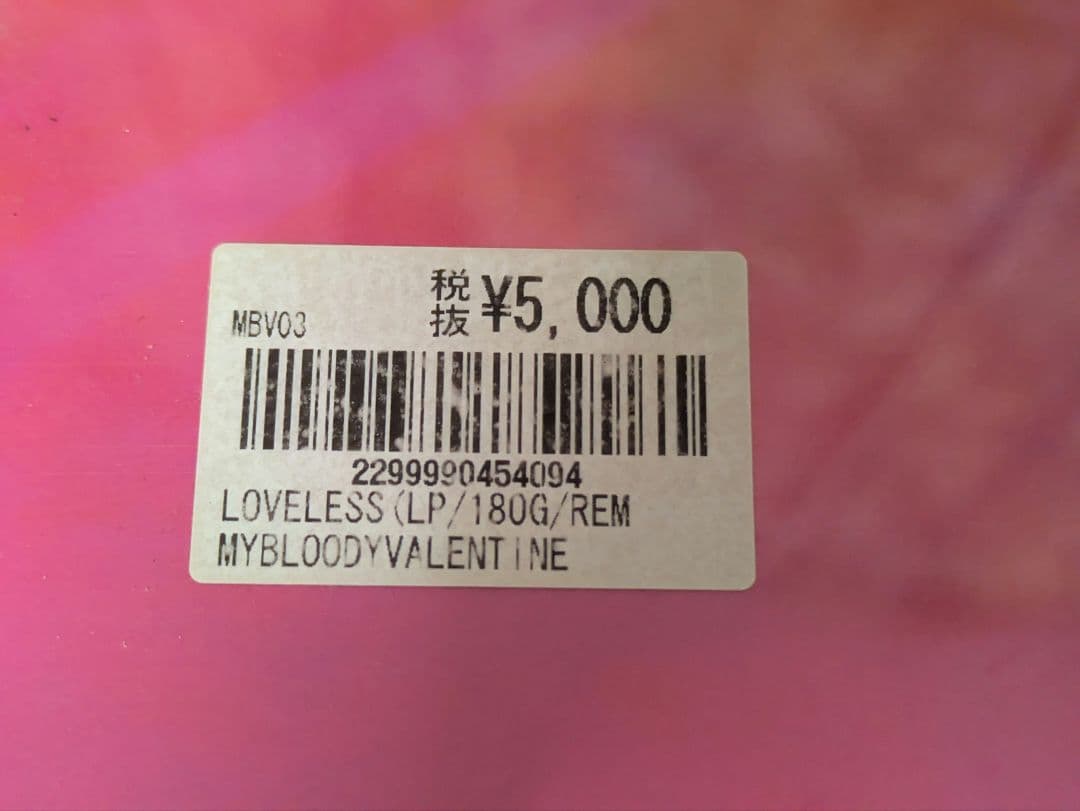 税抜 ¥5,000
MBV03
2299990454094
LOVELESS(LP/180G/REM
MYBLOODYVALENTINE